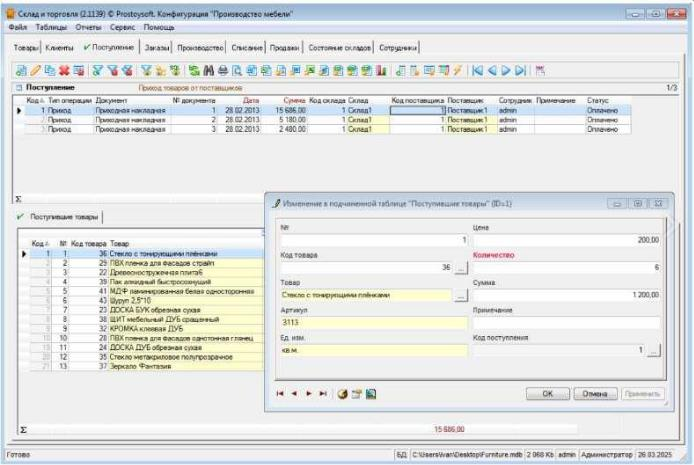 Склад и торговля (2.1139) © Prostoysoft. Конфигурация "Производство мебели"
Файл Таблицы Отчеты Сервис Помощь
Товары Клиенты Поступление Заказы Производство Списание Продажи Состояние складов Сотрудники
Поступление Приход товаров от поставщиков 1/3
Код Тип операции Документ № документа Дата Сумма Код склада Склад Код поставщика Поставщик Сотрудник Примечание Статус
1 Приход Приходная накладная 1 28.02.2013 15 686,00 1 Склад1 1 Поставщик1 admin Оплачено
2 Приход Приходная накладная 2 28.02.2013 5 180,00 1 Склад1 1 Поставщик1 admin Оплачено
3 Приход Приходная накладная 3 28.02.2013 2 480,00 1 Склад1 1 Поставщик1 admin Оплачено
Σ
Поступившие товары
Код № Код товара Товар
1 1 36 Стекло с тонирующими плёнками
2 2 29 ПВХ пленка для фасадов страйп
3 3 22 Древесностружечная плита6
4 4 39 Лак алкидный быстросохнущий
5 5 41 МДФ ламинированная белая односторонняя
6 6 43 Шуруп 2,5*10
7 7 23 ДОСКА БУК обрезная сухая
8 8 38 ЩИТ мебельный ДУБ сращенный
9 9 32 КРОМКА клеевая ДУБ
10 10 28 ПВХ пленка для фасадов однотонная глянец
11 11 24 ДОСКА ДУБ обрезная сухая
20 12 35 Стекло метакриловое полупрозрачное
21 13 37 Зеркало Фантазия
Σ 15 686,00
Изменение в подчиненной таблице "Поступившие товары" (ID=1)
№ Цена
1 200,00
Код товара Количество
36 ... 6
Товар Сумма
Стекло с тонирующими плёнками ... 1 200,00
Артикул Примечание
3113
Ед. изм. Код поступления
кв.м. 1 ...
OK Отмена Применить
Готово БД C:\Users\Ivan\Desktop\Furniture.mdb 2 068 Kb admin Администратор 26.03.2025